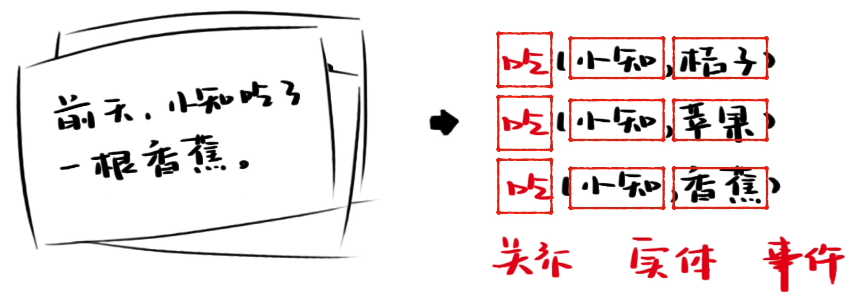 前天，小知吃了
一根香蕉。
吃(小知,桔子)
吃(小知,苹果)
吃(小知,香蕉)
关系 实体 事件